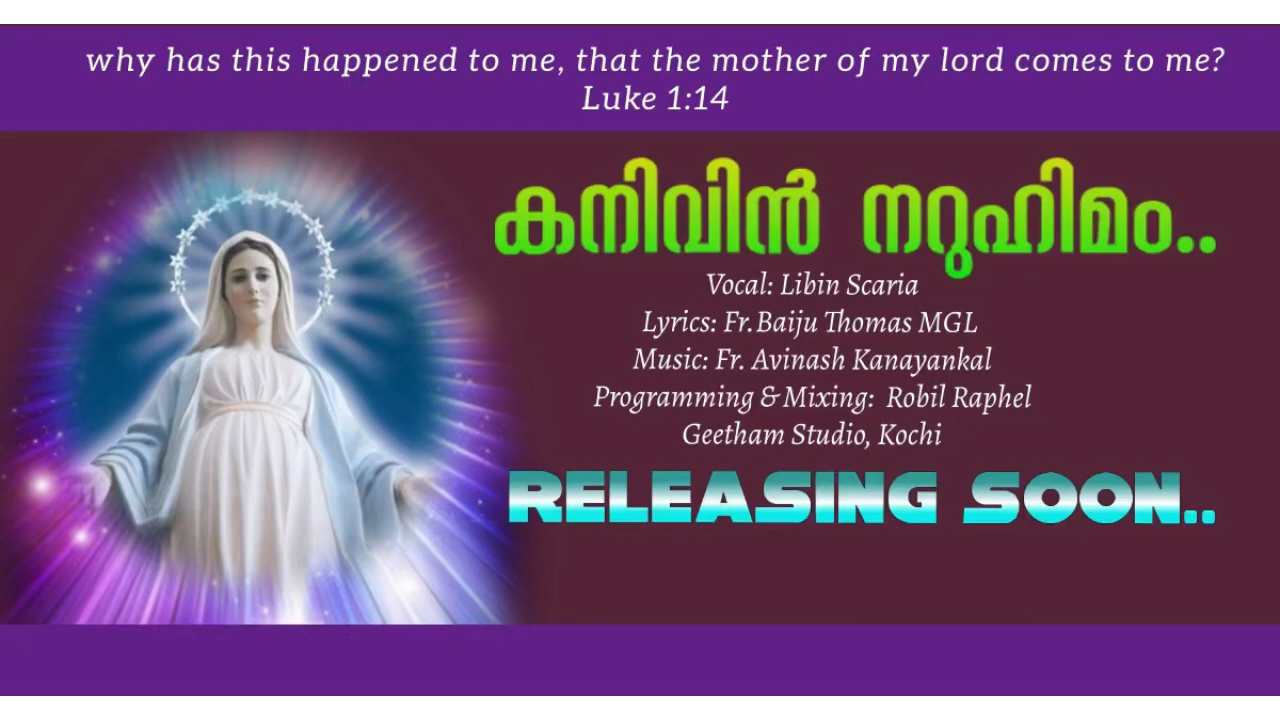 why has this happened to me, that the mother of my lord comes to me?
Luke 1:14
കനിവിൻ നറുഹിമം..
Vocal: Libin Scaria
Lyrics: Fr.Baiju Thomas MGL
Music: Fr. Avinash Kanayankal
Programming & Mixing: Robil Raphel
Geetham Studio, Kochi
RELEASING SOON..